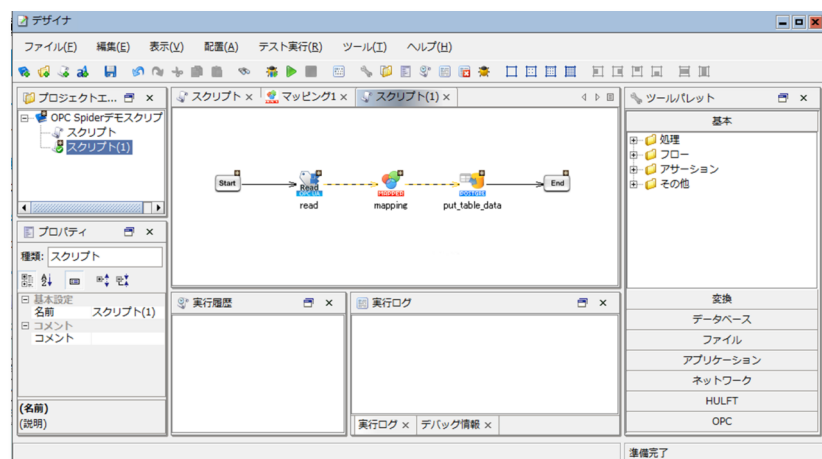 デザイナ
ファイル(F) 編集(E) 表示(V) 配置(A) テスト実行(R) ツール(T) ヘルプ(H)
プロジェクトエ...
OPC Spiderデモスクリプ
スクリプト
スクリプト(1)
スクリプト マッピング1 スクリプト(1)
Start
Read
OPC UA
read
MAPPER
mapping
POSTGRE
put_table_data
End
ツールパレット
基本
処理
フロー
アサーション
その他
変換
データベース
ファイル
アプリケーション
ネットワーク
HULFT
OPC
プロパティ
種類: スクリプト
基本設定
名前 スクリプト(1)
コメント
コメント
(名前)
(説明)
実行履歴
実行ログ
実行ログ デバッグ情報
準備完了